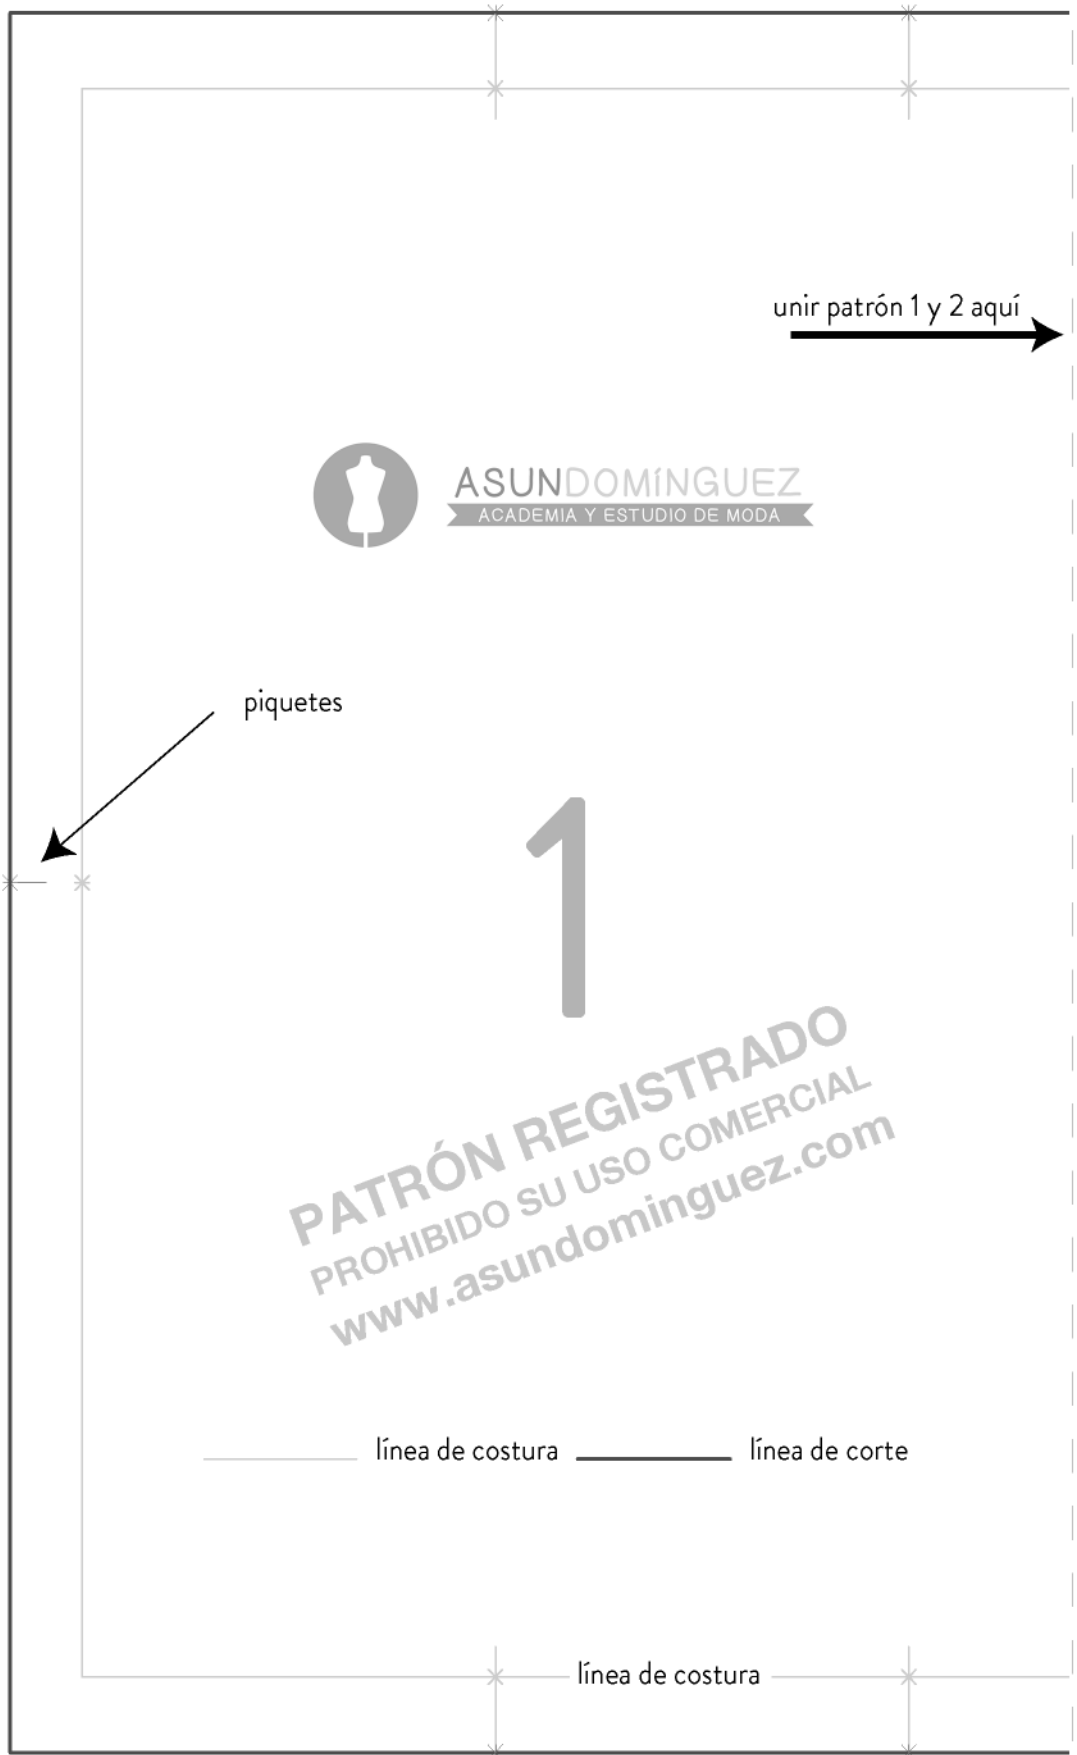 unir patrón 1 y 2 aquí
ASUNDOMíNGUEZ
ACADEMIA Y ESTUDIO DE MODA
piquetes
1
PATRÓN REGISTRADO
PROHIBIDO SU USO COMERCIAL
www.asundominguez.com
línea de costura
línea de corte
línea de costura